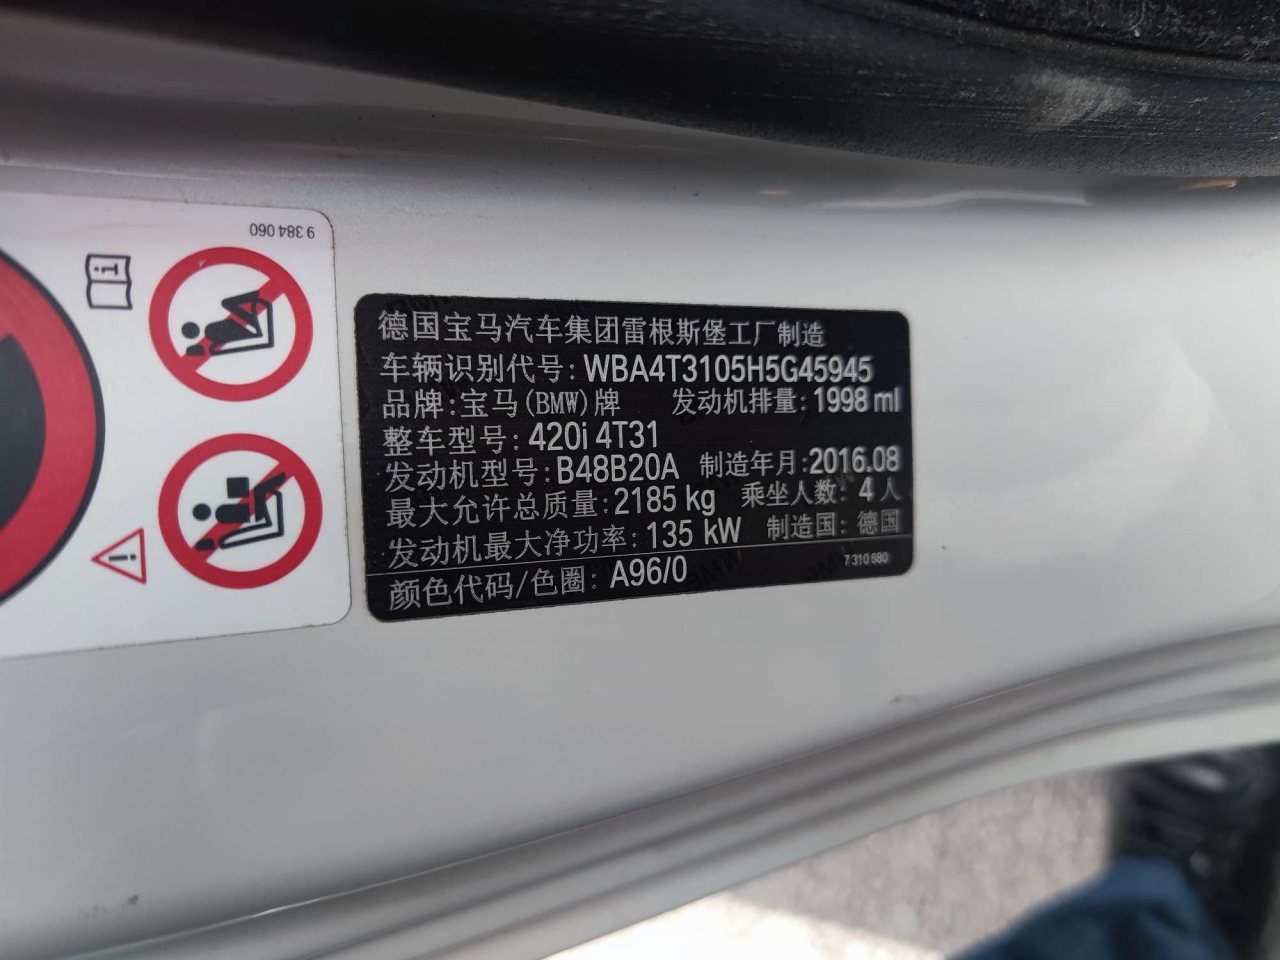 9 384 060
德国宝马汽车集团雷根斯堡工厂制造
车辆识别代号: WBA4T3105H5G45945
品牌:宝马(BMW)牌 发动机排量: 1998 ml
整车型号: 420i 4T31
发动机型号: B48B20A 制造年月:2016.08
最大允许总质量: 2185 kg 乘坐人数: 4 人
发动机最大净功率: 135 kW 制造国: 德国
颜色代码/色圈: A96/0 7 310 680